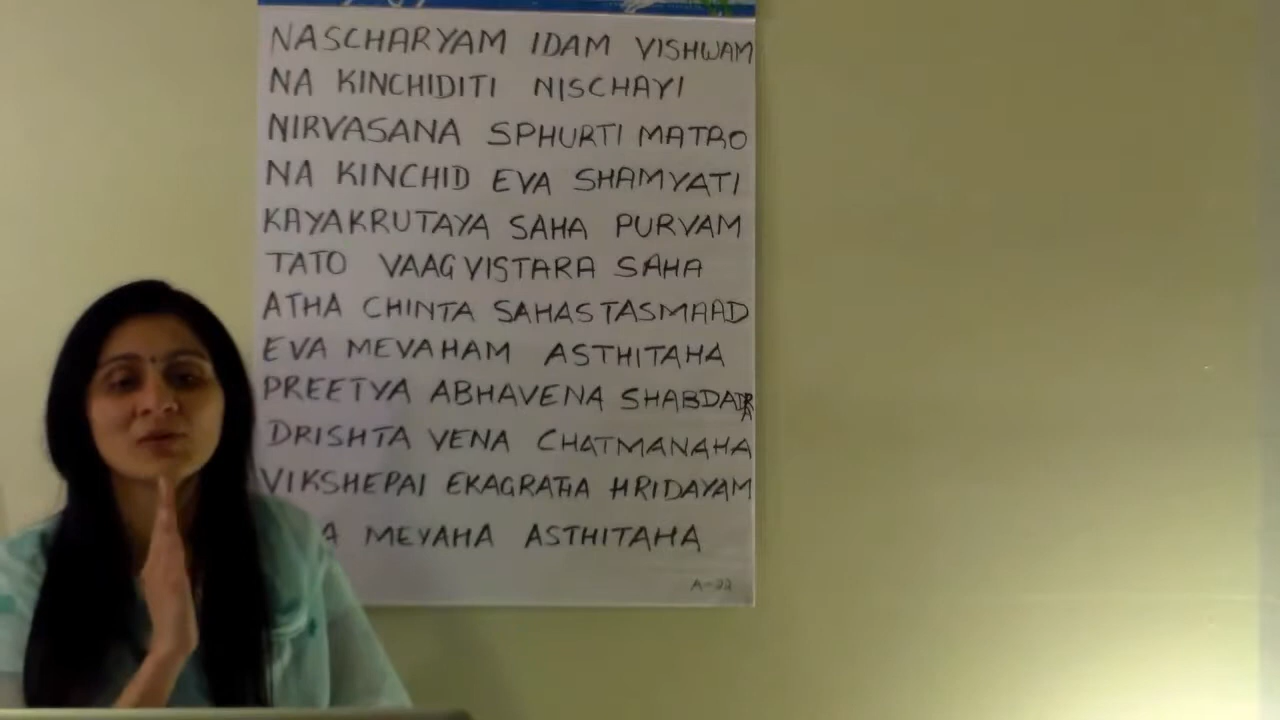 NASCHARYAM IDAM VISHWAM
NA KINCHIDITI NISCHAYI
NIRVASANA SPHURTI MATRO
NA KINCHID EVA SHAMYATI
KAYAKRUTAYA SAHA PURVAM
TATO VAAGVISTARA SAHA
ATHA CHINTA SAHASTASMAAD
EVA MEVAHAM ASTHITAHA
PREETYA ABHAVENA
DRISHTA VENA CHATMANAHA
VIKSHEPAI EKAGRATHA HRIDAYAM
MEVAHA ASTHITAHA
A-22